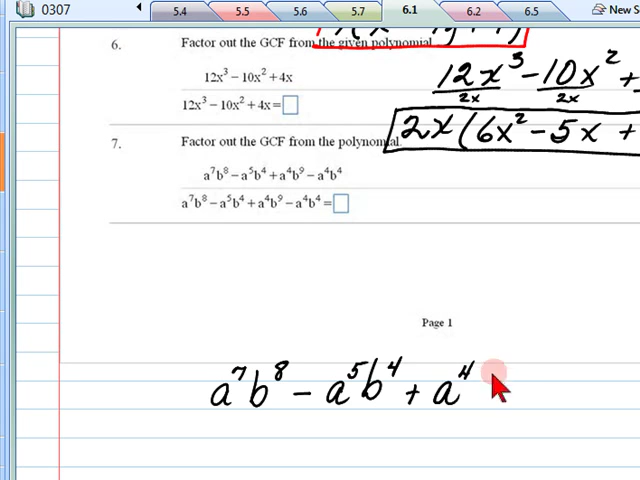 0307 5.4 5.5 5.6 5.7 6.1 6.2 6.5 New S
6. Factor out the GCF from the given polynomial.
12x³ − 10x² + 4x
12x³ − 10x² + 4x =
12x³ − 10x² +
2x 2x
2x(6x² − 5x +
7. Factor out the GCF from the polynomial.
a⁷b⁸ − a⁵b⁴ + a⁴b⁹ − a⁴b⁴
a⁷b⁸ − a⁵b⁴ + a⁴b⁹ − a⁴b⁴ =
Page 1
a⁷b⁸ − a⁵b⁴ + a⁴